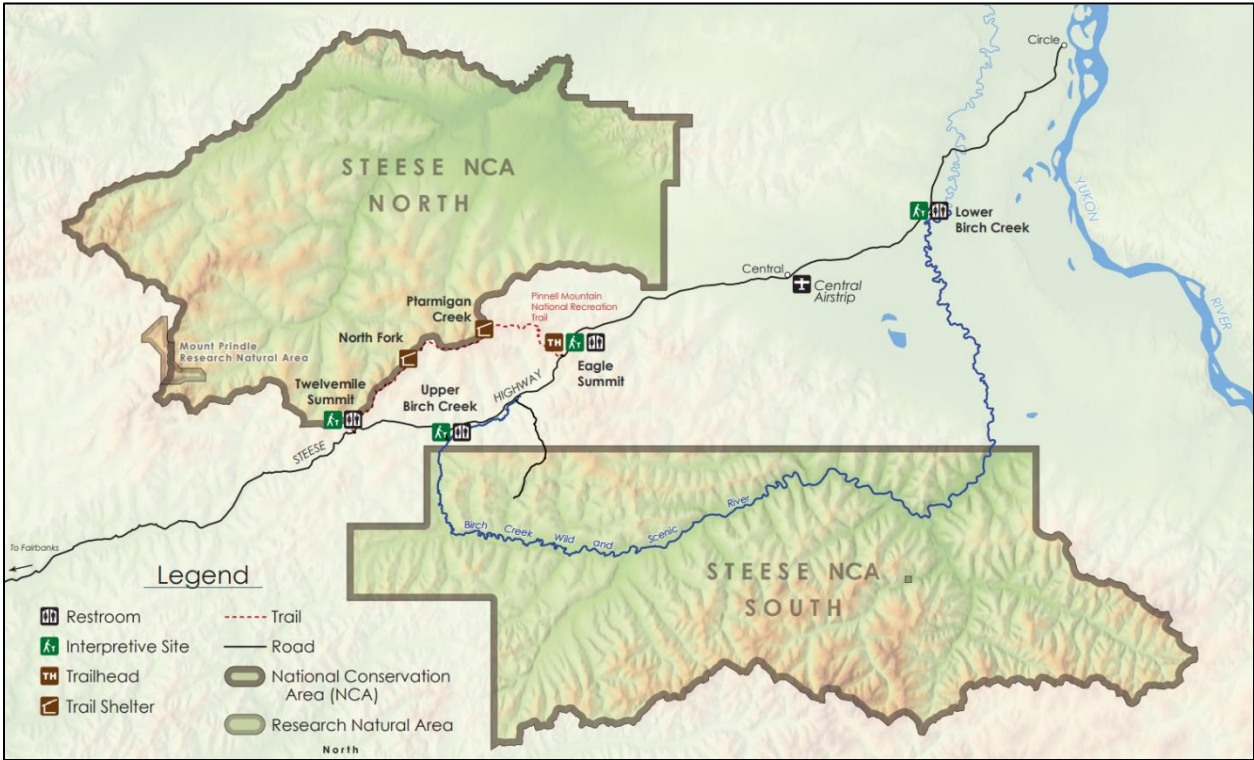 Circle
STEESE NCA
NORTH
YUKON
RIVER
Lower
Birch Creek
Central
Central
Airstrip
Pinnell Mountain
National Recreation
Trail
Ptarmigan
Creek
North Fork
TH
Eagle
Summit
Mount Prindle
Research Natural Area
Twelvemile
Summit
Upper
Birch Creek
STEESE
HIGHWAY
Birch Creek Wild and Scenic River
To Fairbanks
STEESE NCA
SOUTH
Legend
Restroom
Interpretive Site
TH Trailhead
Trail Shelter
Trail
Road
National Conservation
Area (NCA)
Research Natural Area
North